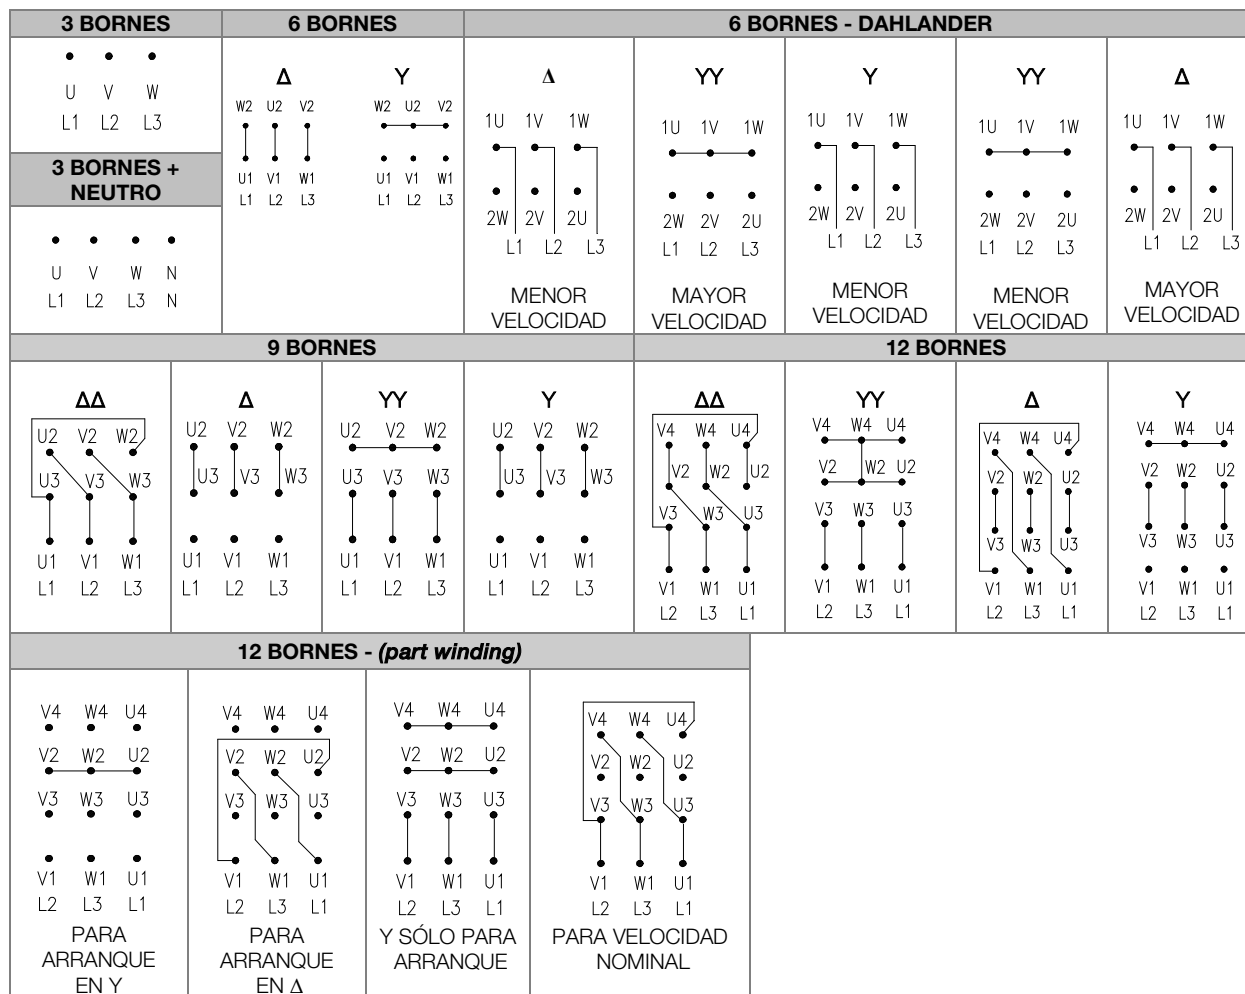 3 BORNES
6 BORNES
6 BORNES - DAHLANDER
U V W
L1 L2 L3
3 BORNES +
NEUTRO
U V W N
L1 L2 L3 N
Δ
W2 U2 V2
U1 V1 W1
L1 L2 L3
Y
W2 U2 V2
U1 V1 W1
L1 L2 L3
Δ
1U 1V 1W
2W 2V 2U
L1 L2 L3
MENOR
VELOCIDAD
YY
1U 1V 1W
2W 2V 2U
L1 L2 L3
MAYOR
VELOCIDAD
Y
1U 1V 1W
2W 2V 2U
L1 L2 L3
MENOR
VELOCIDAD
YY
1U 1V 1W
2W 2V 2U
L1 L2 L3
MENOR
VELOCIDAD
Δ
1U 1V 1W
2W 2V 2U
L1 L2 L3
MAYOR
VELOCIDAD
9 BORNES
12 BORNES
ΔΔ
U2 V2 W2
U3 V3 W3
U1 V1 W1
L1 L2 L3
Δ
U2 V2 W2
U3 V3 W3
U1 V1 W1
L1 L2 L3
YY
U2 V2 W2
U3 V3 W3
U1 V1 W1
L1 L2 L3
Y
U2 V2 W2
U3 V3 W3
U1 V1 W1
L1 L2 L3
ΔΔ
V4 W4 U4
V2 W2 U2
V3 W3 U3
V1 W1 U1
L2 L3 L1
YY
V4 W4 U4
V2 W2 U2
V3 W3 U3
V1 W1 U1
L2 L3 L1
Δ
V4 W4 U4
V2 W2 U2
V3 W3 U3
V1 W1 U1
L2 L3 L1
Y
V4 W4 U4
V2 W2 U2
V3 W3 U3
V1 W1 U1
L2 L3 L1
12 BORNES - (part winding)
V4 W4 U4
V2 W2 U2
V3 W3 U3
V1 W1 U1
L2 L3 L1
PARA
ARRANQUE
EN Y
V4 W4 U4
V2 W2 U2
V3 W3 U3
V1 W1 U1
L2 L3 L1
PARA
ARRANQUE
EN Δ
V4 W4 U4
V2 W2 U2
V3 W3 U3
V1 W1 U1
L2 L3 L1
Y SÓLO PARA
ARRANQUE
V4 W4 U4
V2 W2 U2
V3 W3 U3
V1 W1 U1
L2 L3 L1
PARA VELOCIDAD
NOMINAL